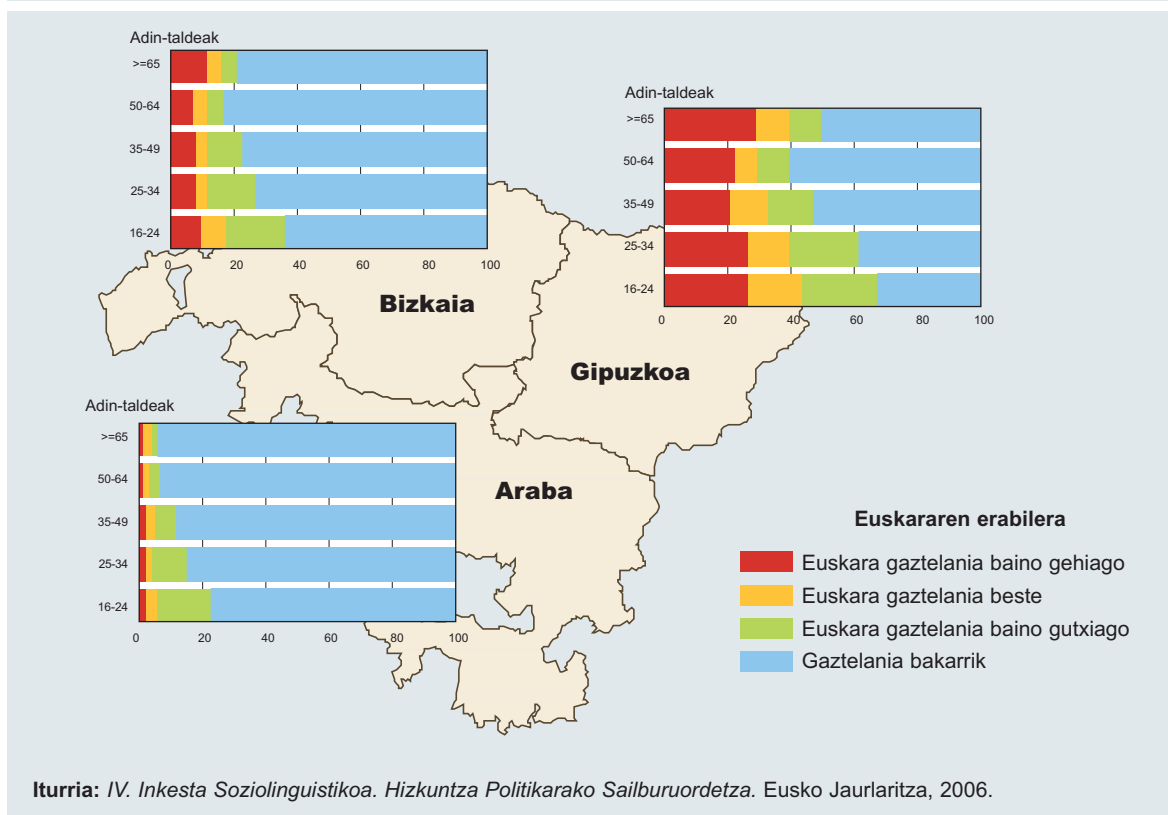 Adin-taldeak
>=65
50-64
35-49
25-34
16-24
0 20 40 60 80 100
Adin-taldeak
>=65
50-64
35-49
25-34
16-24
0 20 40 60 80 100
Bizkaia
Gipuzkoa
Adin-taldeak
>=65
50-64
35-49
25-34
16-24
0 20 40 60 80 100
Araba
Euskararen erabilera
Euskara gaztelania baino gehiago
Euskara gaztelania beste
Euskara gaztelania baino gutxiago
Gaztelania bakarrik
Iturria: IV. Inkesta Soziolinguistikoa. Hizkuntza Politikarako Sailburuordetza. Eusko Jaurlaritza, 2006.